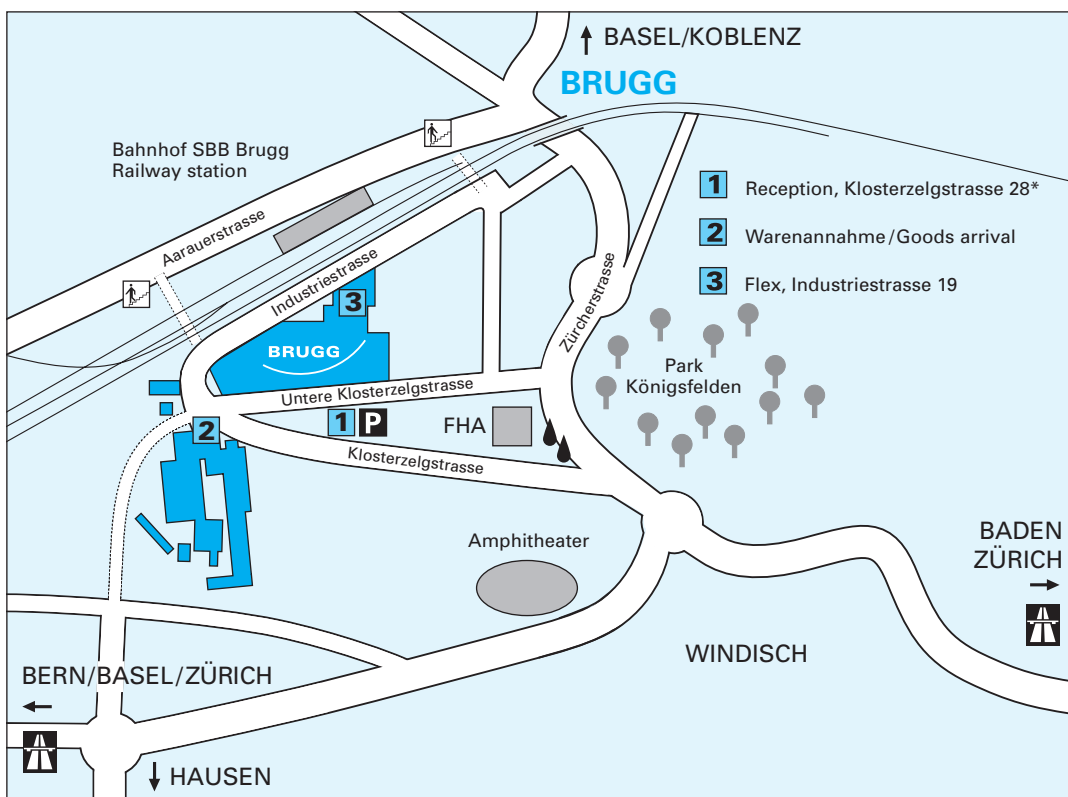 BASEL/KOBLENZ
BRUGG
Bahnhof SBB Brugg
Railway station
Aarauerstrasse
Industriestrasse
Zürcherstrasse
1 Reception, Klosterzelgstrasse 28*
2 Warenannahme/Goods arrival
3 Flex, Industriestrasse 19
3
BRUGG
Park
Königsfelden
Untere Klosterzelgstrasse
2
1 P
FHA
Klosterzelgstrasse
Amphitheater
BADEN
ZÜRICH
WINDISCH
BERN/BASEL/ZÜRICH
HAUSEN